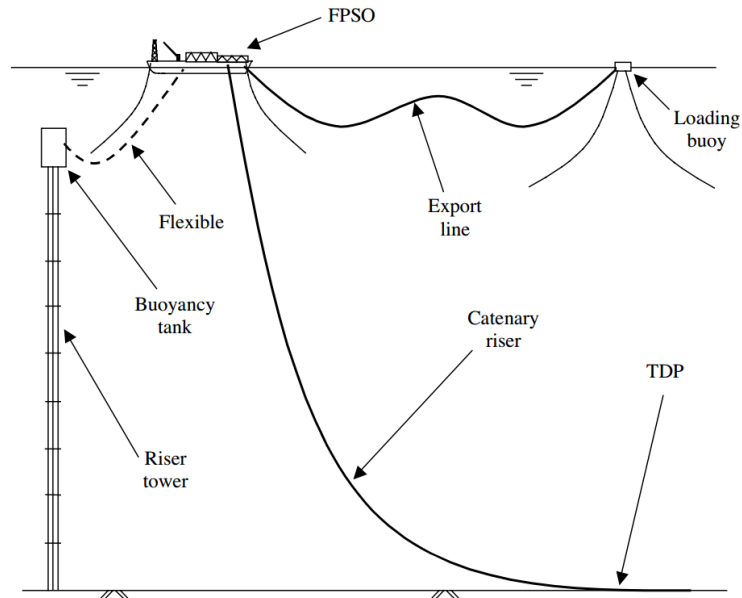 FPSO
Loading
buoy
Export
line
Flexible
Buoyancy
tank
Catenary
riser
TDP
Riser
tower